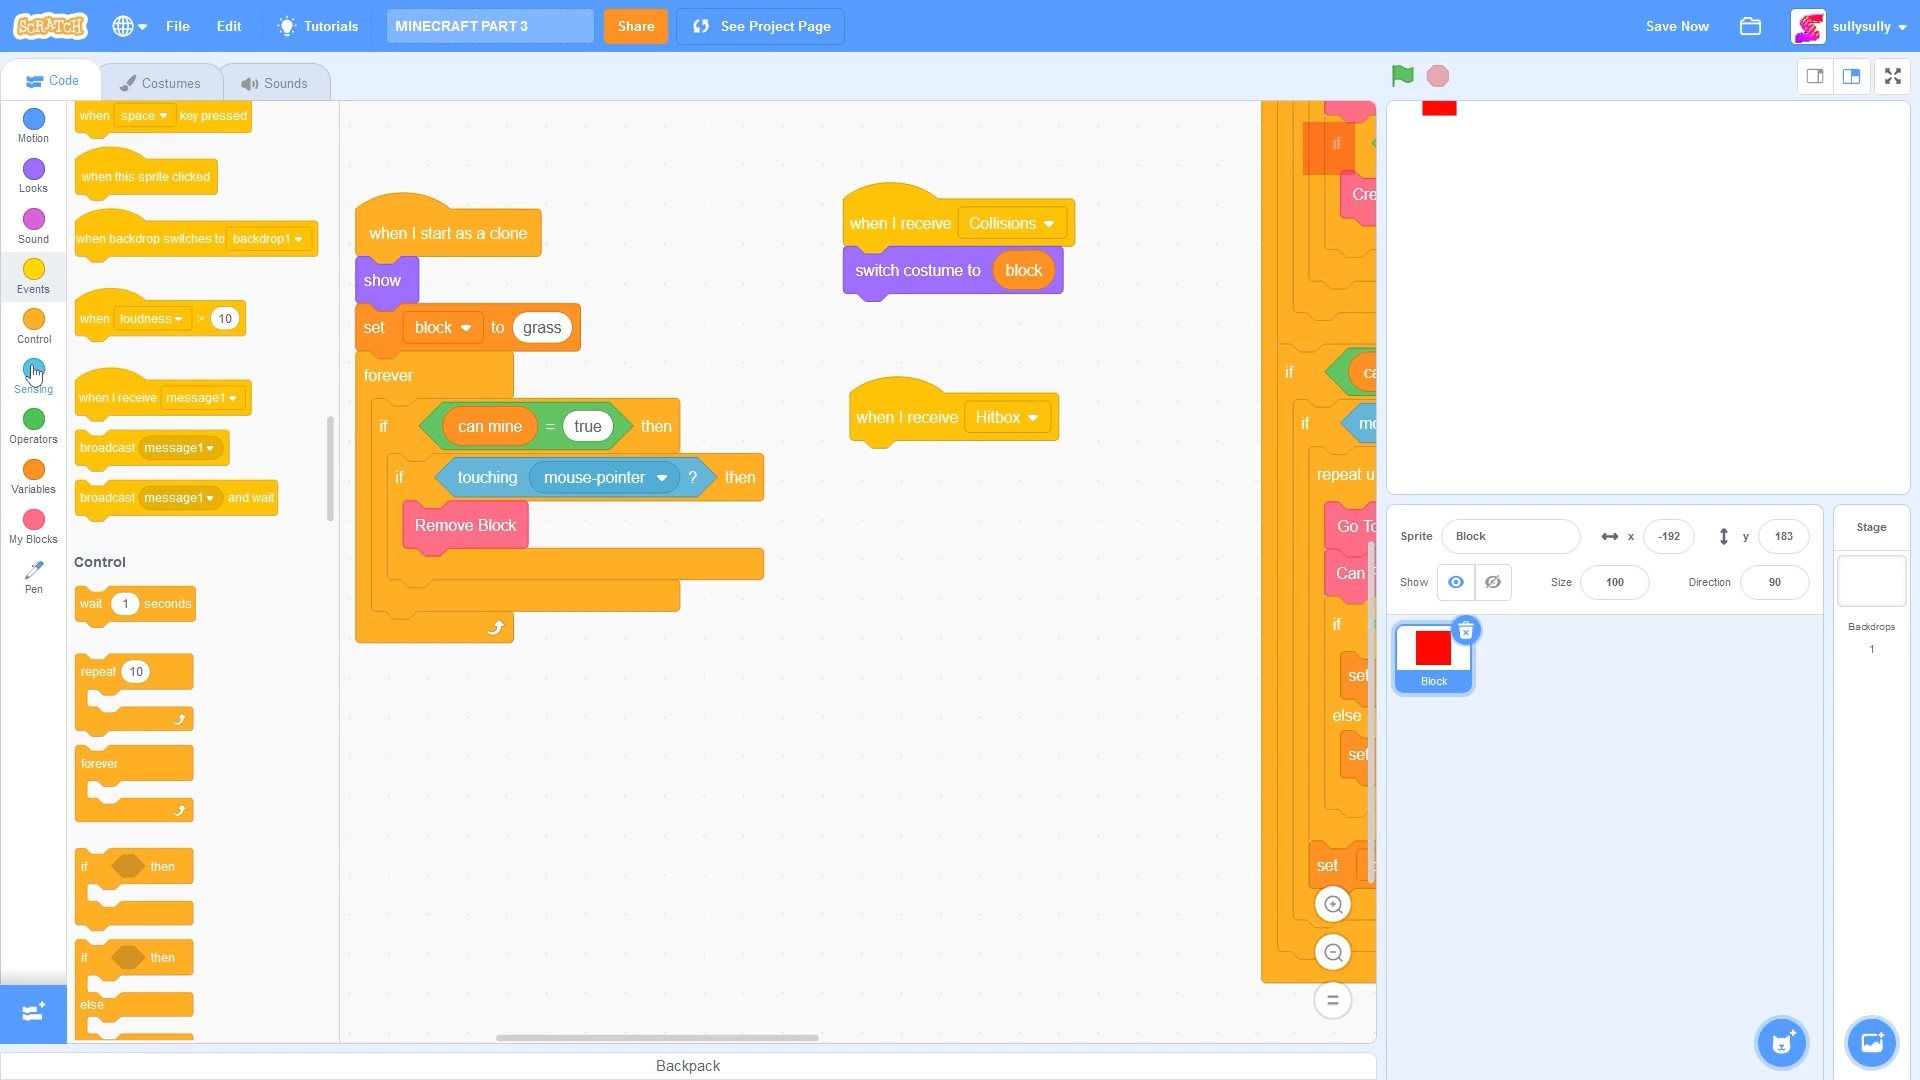 SCRATCH
File
Edit
Tutorials
MINECRAFT PART 3
Share
See Project Page
Save Now
sullysully
Code
Costumes
Sounds
Motion
Looks
Sound
Events
Control
Sensing
Operators
Variables
My Blocks
Pen
when space key pressed
when this sprite clicked
when backdrop switches to backdrop1
when loudness > 10
when I receive message1
broadcast message1
broadcast message1 and wait
Control
wait 1 seconds
repeat 10
forever
if then
if then
else
when I start as a clone
show
set block to grass
forever
if can mine = true then
if touching mouse-pointer ? then
Remove Block
when I receive Collisions
switch costume to block
when I receive Hitbox
if
Cre
if
if
repeat u
Go To
Can
if
set
else
set
set
Sprite Block x -192 y 183
Show Size 100 Direction 90
Block
Stage
Backdrops
1
Backpack